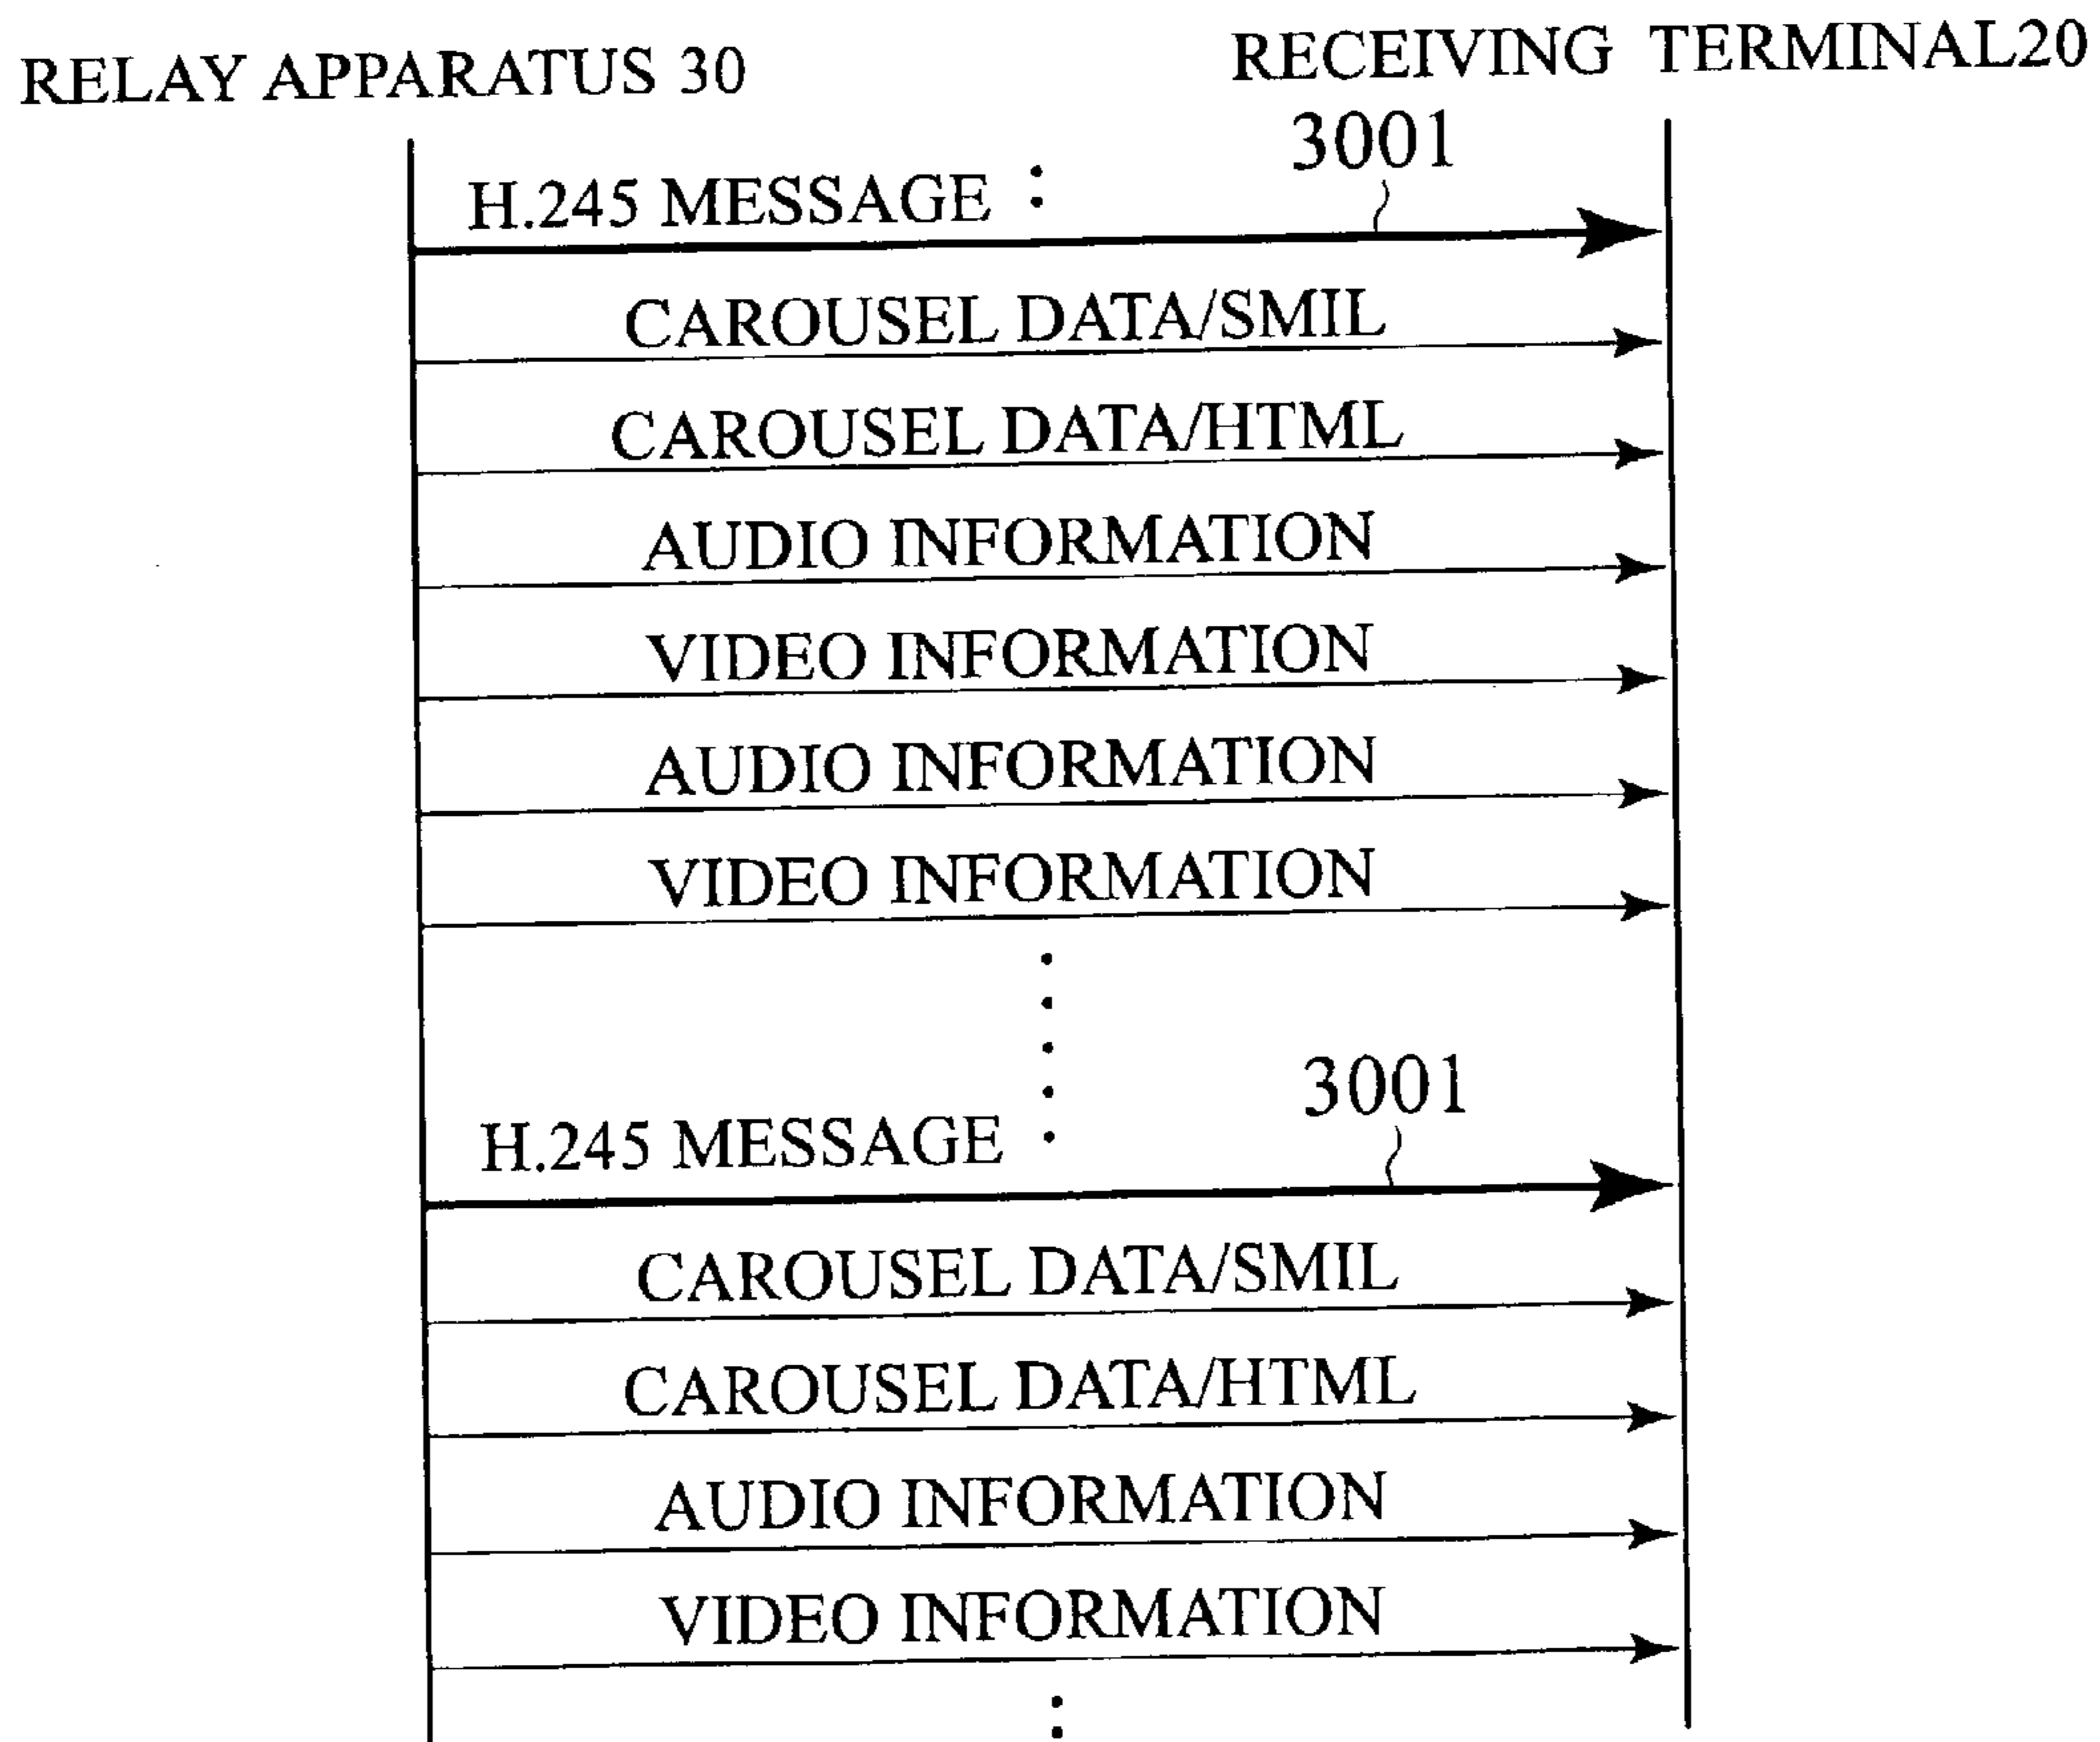 RELAY APPARATUS 30
RECEIVING TERMINAL20
3001
H.245 MESSAGE
CAROUSEL DATA/SMIL
CAROUSEL DATA/HTML
AUDIO INFORMATION
VIDEO INFORMATION
AUDIO INFORMATION
VIDEO INFORMATION
3001
H.245 MESSAGE
CAROUSEL DATA/SMIL
CAROUSEL DATA/HTML
AUDIO INFORMATION
VIDEO INFORMATION